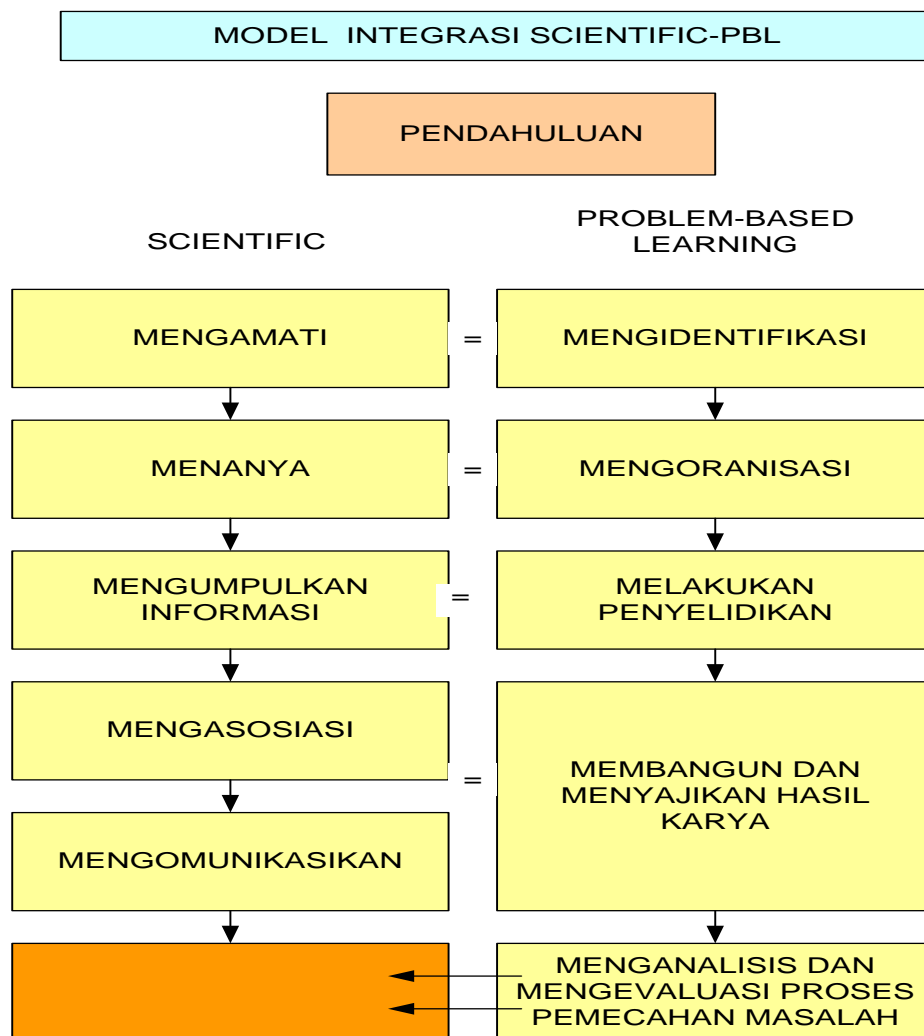 MODEL INTEGRASI SCIENTIFIC-PBL
PENDAHULUAN
SCIENTIFIC
PROBLEM-BASED
LEARNING
MENGAMATI
=
MENGIDENTIFIKASI
MENANYA
=
MENGORANISASI
MENGUMPULKAN
INFORMASI
=
MELAKUKAN
PENYELIDIKAN
MENGASOSIASI
=
MEMBANGUN DAN
MENYAJIKAN HASIL
KARYA
MENGOMUNIKASIKAN
MENGANALISIS DAN
MENGEVALUASI PROSES
PEMECAHAN MASALAH